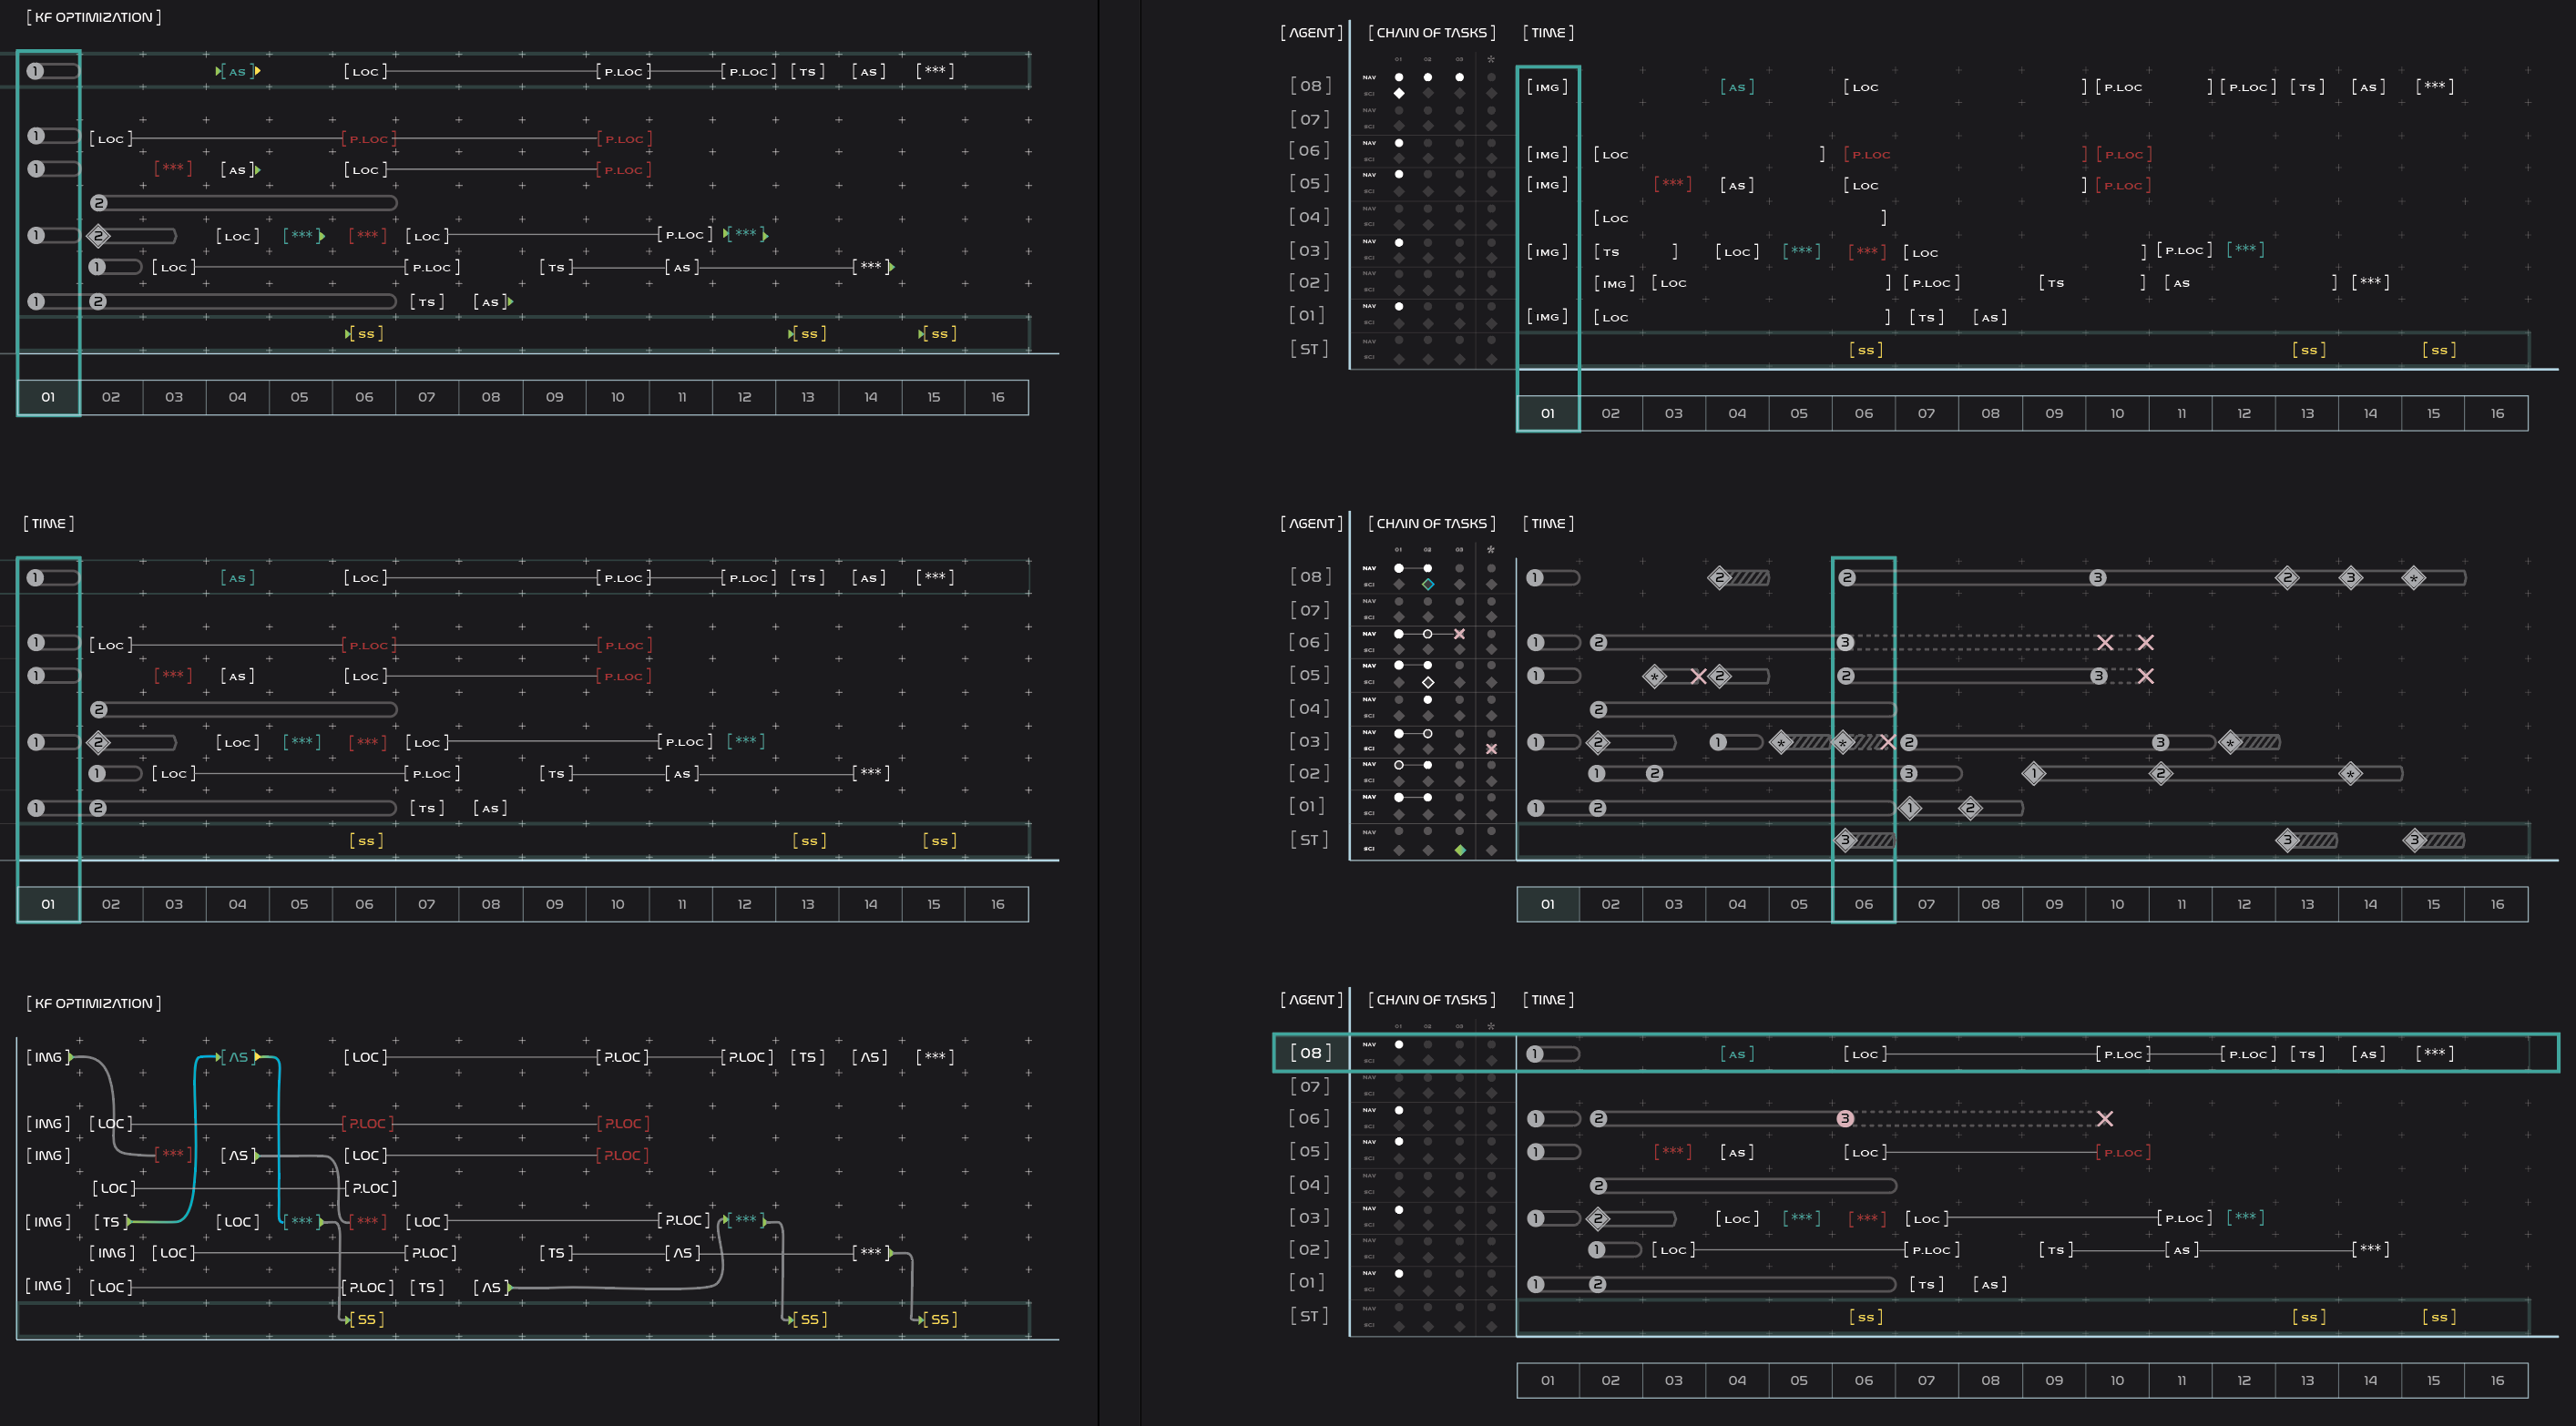 [ KF OPTIMIZATION ]
1 [ AS ] [ LOC ] [ P.LOC ] [ P.LOC ] [ TS ] [ AS ] [ *** ]
1 [ LOC ] [ P.LOC ] [ P.LOC ]
1 [ *** ] [ AS ] [ LOC ] [ P.LOC ]
2
1 2 [ LOC ] [ *** ] [ *** ] [ LOC ] [ P.LOC ] [ *** ]
1 [ LOC ] [ P.LOC ] [ TS ] [ AS ] [ *** ]
1 2 [ TS ] [ AS ]
[ SS ] [ SS ] [ SS ]
01 02 03 04 05 06 07 08 09 10 11 12 13 14 15 16
[ TIME ]
1 [ AS ] [ LOC ] [ P.LOC ] [ P.LOC ] [ TS ] [ AS ] [ *** ]
1 [ LOC ] [ P.LOC ] [ P.LOC ]
1 [ *** ] [ AS ] [ LOC ] [ P.LOC ]
2
1 2 [ LOC ] [ *** ] [ *** ] [ LOC ] [ P.LOC ] [ *** ]
1 [ LOC ] [ P.LOC ] [ TS ] [ AS ] [ *** ]
1 2 [ TS ] [ AS ]
[ SS ] [ SS ] [ SS ]
01 02 03 04 05 06 07 08 09 10 11 12 13 14 15 16
[ KF OPTIMIZATION ]
[ IMG ] [ AS ] [ LOC ] [ P.LOC ] [ P.LOC ] [ TS ] [ AS ] [ *** ]
[ IMG ] [ LOC ] [ P.LOC ] [ P.LOC ]
[ IMG ] [ *** ] [ AS ] [ LOC ] [ P.LOC ]
[ LOC ] [ P.LOC ]
[ IMG ] [ TS ] [ LOC ] [ *** ] [ *** ] [ LOC ] [ P.LOC ] [ *** ]
[ IMG ] [ LOC ] [ P.LOC ] [ TS ] [ AS ] [ *** ]
[ IMG ] [ LOC ] [ P.LOC ] [ TS ] [ AS ]
[ SS ] [ SS ] [ SS ]
[ AGENT ] [ CHAIN OF TASKS ] [ TIME ]
01 02 03 *
[ 08 ] NAV SCI [ IMG ] [ AS ] [ LOC ] [ P.LOC ] [ P.LOC ] [ TS ] [ AS ] [ *** ]
[ 07 ] NAV SCI
[ 06 ] NAV SCI [ IMG ] [ LOC ] [ P.LOC ] [ P.LOC ]
[ 05 ] NAV SCI [ IMG ] [ *** ] [ AS ] [ LOC ] [ P.LOC ]
[ 04 ] NAV SCI [ LOC ]
[ 03 ] NAV SCI [ IMG ] [ TS ] [ LOC ] [ *** ] [ *** ] [ LOC ] [ P.LOC ] [ *** ]
[ 02 ] NAV SCI [ IMG ] [ LOC ] [ P.LOC ] [ TS ] [ AS ] [ *** ]
[ 01 ] NAV SCI [ IMG ] [ LOC ] [ TS ] [ AS ]
[ ST ] NAV SCI [ SS ] [ SS ] [ SS ]
01 02 03 04 05 06 07 08 09 10 11 12 13 14 15 16
[ AGENT ] [ CHAIN OF TASKS ] [ TIME ]
01 02 03 *
[ 08 ] NAV SCI 1 2 2 3 2 3 *
[ 07 ] NAV SCI
[ 06 ] NAV SCI 1 2 3
[ 05 ] NAV SCI 1 * 2 2 3
[ 04 ] NAV SCI 2
[ 03 ] NAV SCI 1 2 1 * * 2 3 *
[ 02 ] NAV SCI 1 2 3 1 2 *
[ 01 ] NAV SCI 1 2 1 2
[ ST ] NAV SCI 3 3 3
01 02 03 04 05 06 07 08 09 10 11 12 13 14 15 16
[ AGENT ] [ CHAIN OF TASKS ] [ TIME ]
01 02 03 *
[ 08 ] NAV SCI 1 [ AS ] [ LOC ] [ P.LOC ] [ P.LOC ] [ TS ] [ AS ] [ *** ]
[ 07 ] NAV SCI
[ 06 ] NAV SCI 1 2 3
[ 05 ] NAV SCI 1 [ *** ] [ AS ] [ LOC ] [ P.LOC ]
[ 04 ] NAV SCI 2
[ 03 ] NAV SCI 1 2 [ LOC ] [ *** ] [ *** ] [ LOC ] [ P.LOC ] [ *** ]
[ 02 ] NAV SCI 1 [ LOC ] [ P.LOC ] [ TS ] [ AS ] [ *** ]
[ 01 ] NAV SCI 1 2 [ TS ] [ AS ]
[ ST ] NAV SCI [ SS ] [ SS ] [ SS ]
01 02 03 04 05 06 07 08 09 10 11 12 13 14 15 16